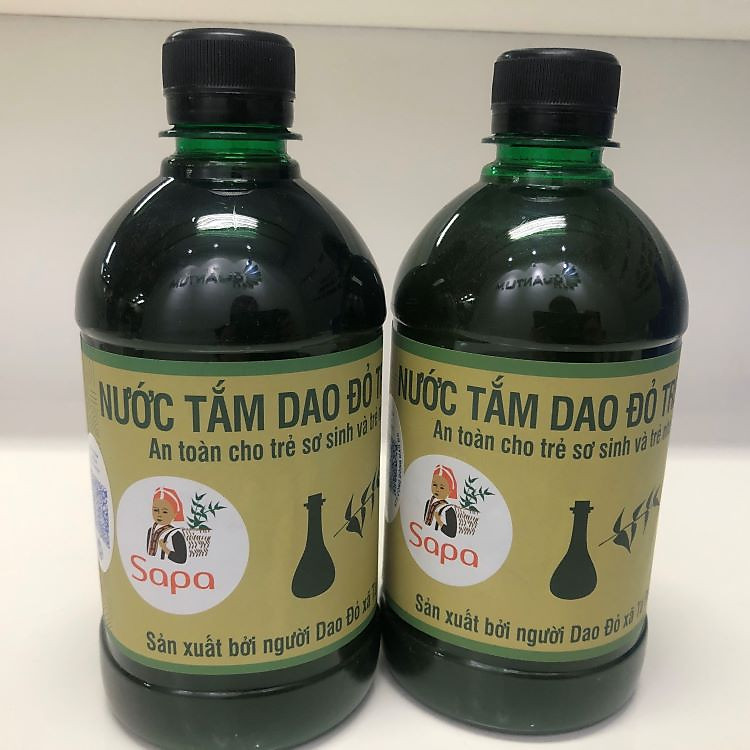 NƯỚC TẮM DAO ĐỎ
An toàn cho trẻ sơ sinh và trẻ
Sapa
Sản xuất bởi người Dao Đỏ xã
NƯỚC TẮM DAO ĐỎ
An toàn cho trẻ sơ sinh và trẻ
Sapa
Sản xuất bởi người Dao Đỏ xã